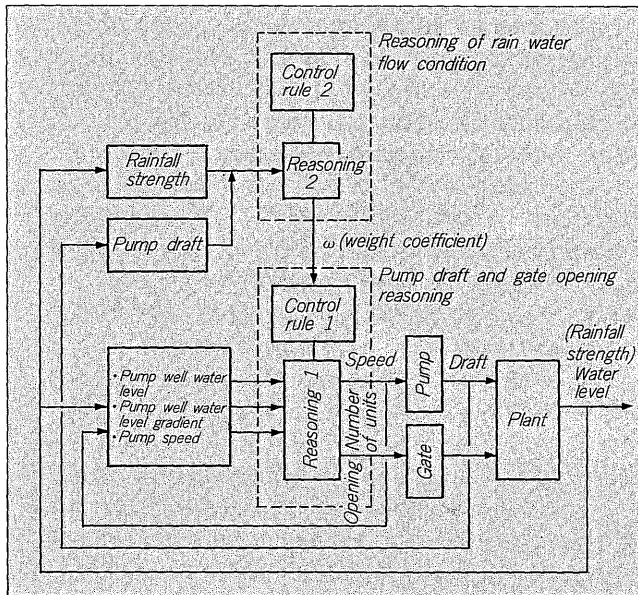 Reasoning of rain water
flow condition
Control
rule 2
Rainfall
strength
Reasoning
2
Pump draft
ω (weight coefficient)
Pump draft and gate opening
reasoning
Control
rule 1
(Rainfall
strength)
Water
level
Speed
Draft
• Pump well water
level
• Pump well water
level gradient
• Pump speed
Reasoning 1
Number
of units
Opening
Pump
Gate
Plant